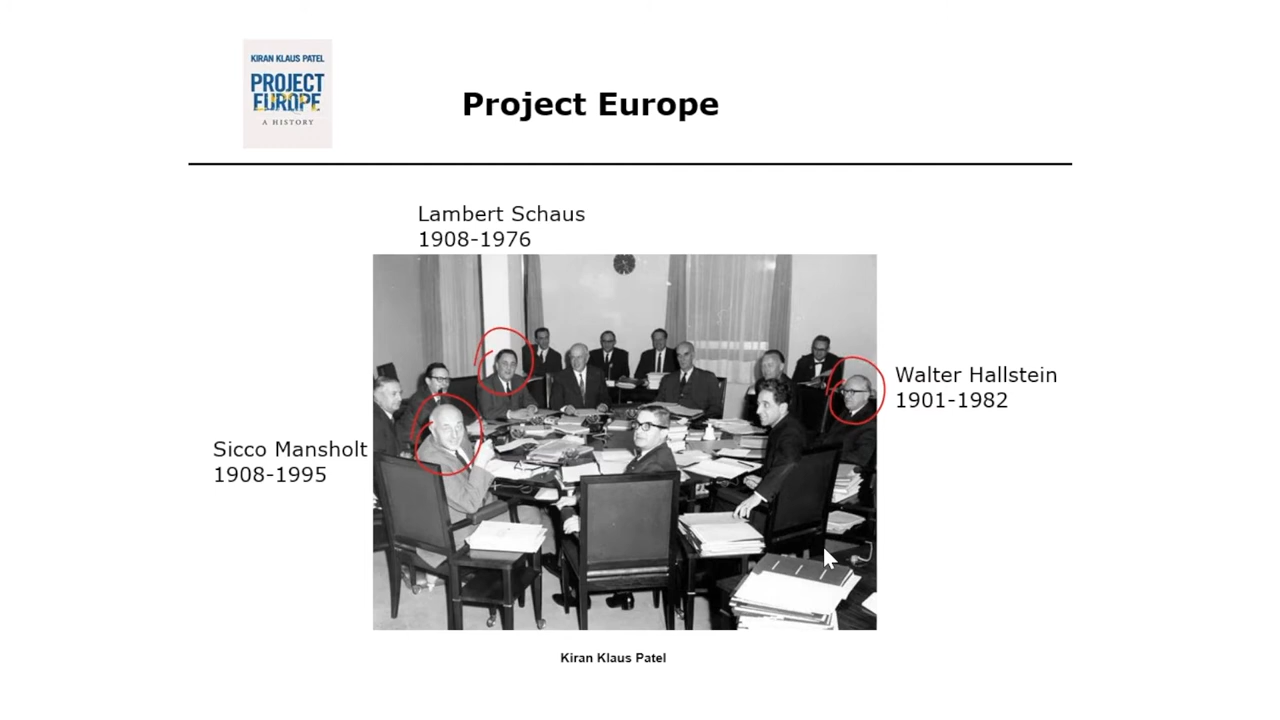 KIRAN KLAUS PATEL
PROJECT
EUROPE
A HISTORY
Project Europe
Lambert Schaus
1908-1976
Walter Hallstein
1901-1982
Sicco Mansholt
1908-1995
Kiran Klaus Patel